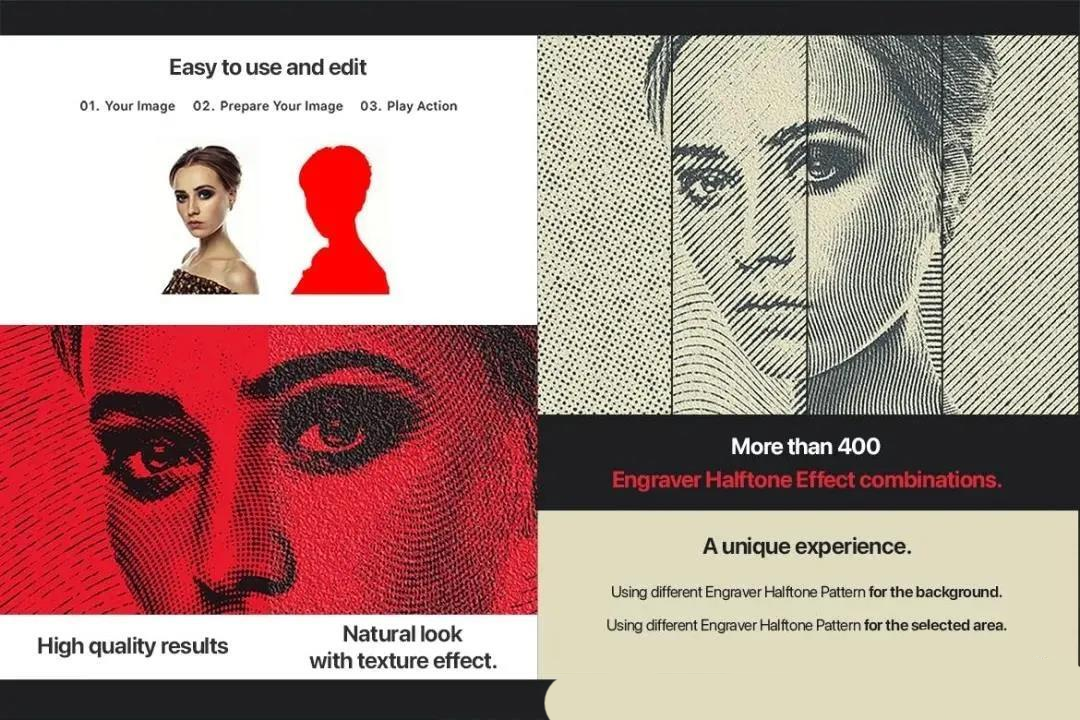 Easy to use and edit
01. Your Image 02. Prepare Your Image 03. Play Action
High quality results
Natural look
with texture effect.
More than 400
Engraver Halftone Effect combinations.
A unique experience.
Using different Engraver Halftone Pattern for the background.
Using different Engraver Halftone Pattern for the selected area.